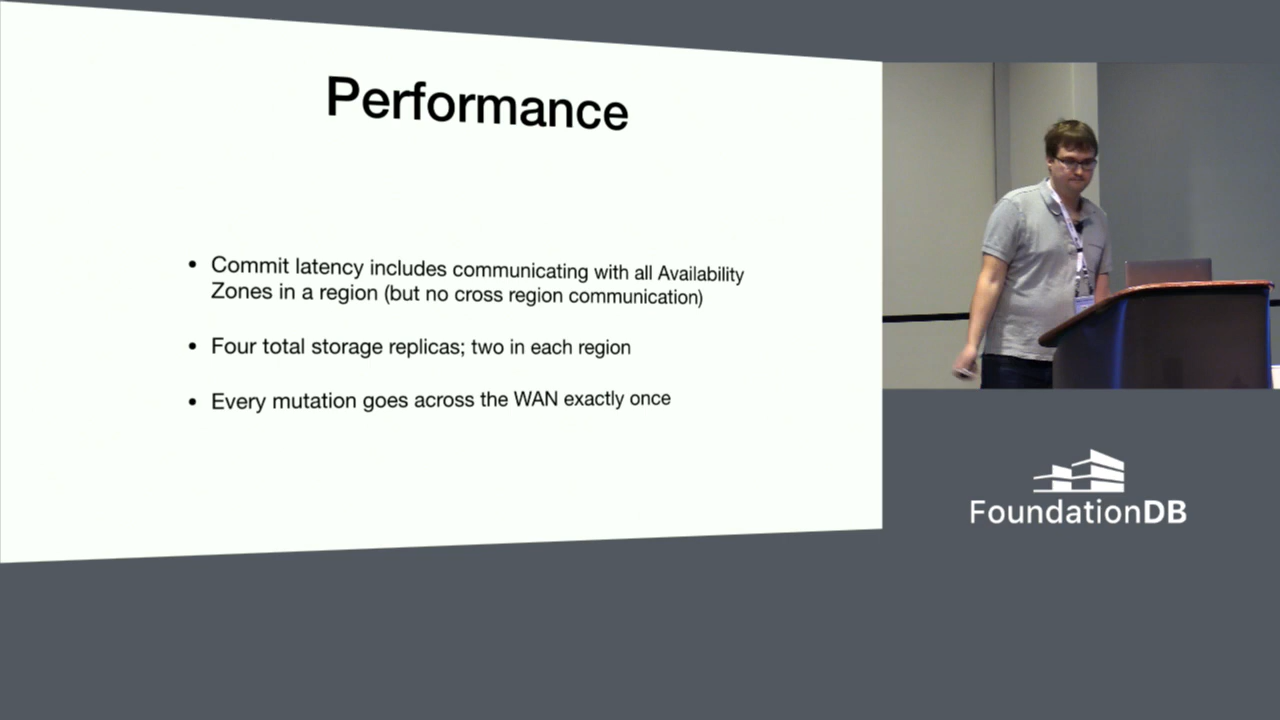 Performance
• Commit latency includes communicating with all Availability
Zones in a region (but no cross region communication)
• Four total storage replicas; two in each region
• Every mutation goes across the WAN exactly once
FoundationDB